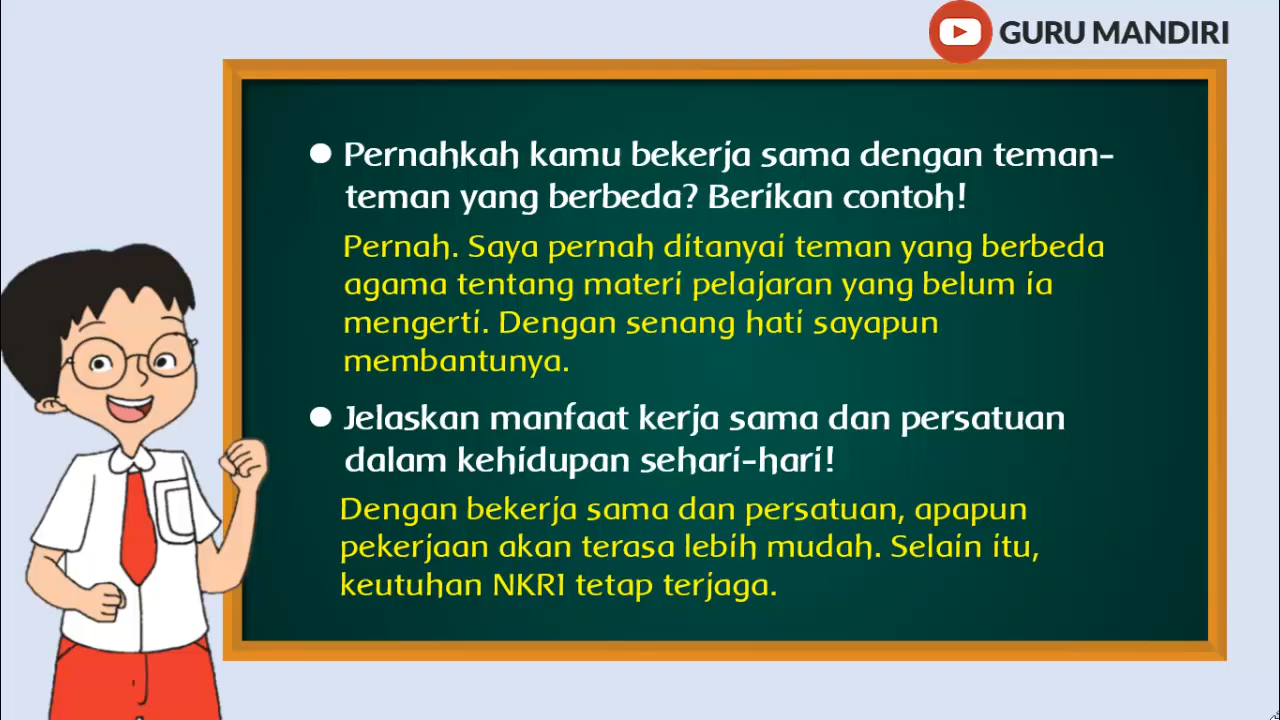 GURU MANDIRI
● Pernahkah kamu bekerja sama dengan teman-
teman yang berbeda? Berikan contoh!
Pernah. Saya pernah ditanyai teman yang berbeda
agama tentang materi pelajaran yang belum ia
mengerti. Dengan senang hati sayapun
membantunya.
● Jelaskan manfaat kerja sama dan persatuan
dalam kehidupan sehari-hari!
Dengan bekerja sama dan persatuan, apapun
pekerjaan akan terasa lebih mudah. Selain itu,
keutuhan NKRI tetap terjaga.